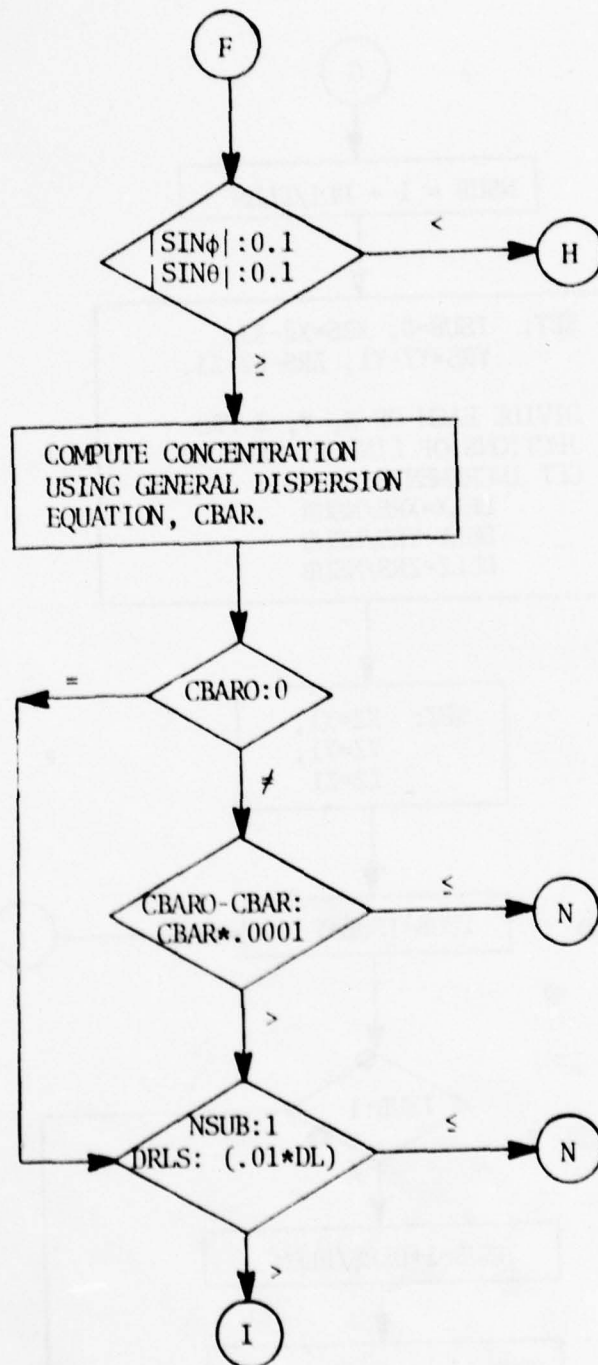 F
|SINϕ|:0.1
|SINθ|:0.1
<
H
≥
COMPUTE CONCENTRATION
USING GENERAL DISPERSION
EQUATION, CBAR.
=
CBARO:0
≠
CBARO-CBAR:
CBAR*.0001
≤
N
>
NSUB:1
DRLS: (.01*DL)
≤
N
>
I